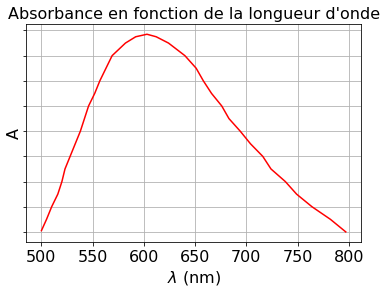 Absorbance en fonction de la longueur d'onde
A
500 550 600 650 700 750 800
λ (nm)